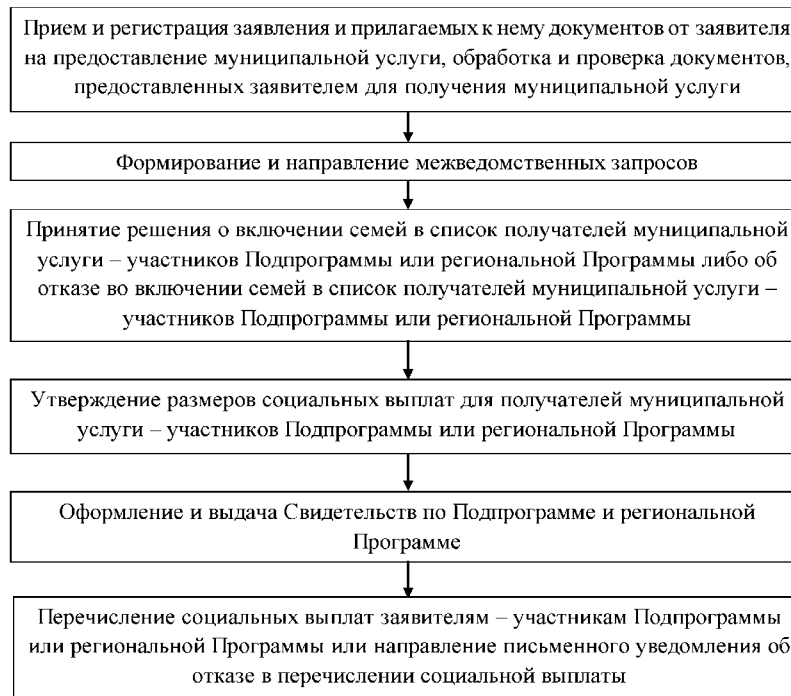 Прием и регистрация заявления и прилагаемых к нему документов от заявителя
на предоставление муниципальной услуги, обработка и проверка документов,
предоставленных заявителем для получения муниципальной услуги
Формирование и направление межведомственных запросов
Принятие решения о включении семей в список получателей муниципальной
услуги – участников Подпрограммы или региональной Программы либо об
отказе во включении семей в список получателей муниципальной услуги –
участников Подпрограммы или региональной Программы
Утверждение размеров социальных выплат для получателей муниципальной
услуги – участников Подпрограммы или региональной Программы
Оформление и выдача Свидетельств по Подпрограмме и региональной
Программе
Перечисление социальных выплат заявителям – участникам Подпрограммы
или региональной Программы или направление письменного уведомления об
отказе в перечислении социальной выплаты